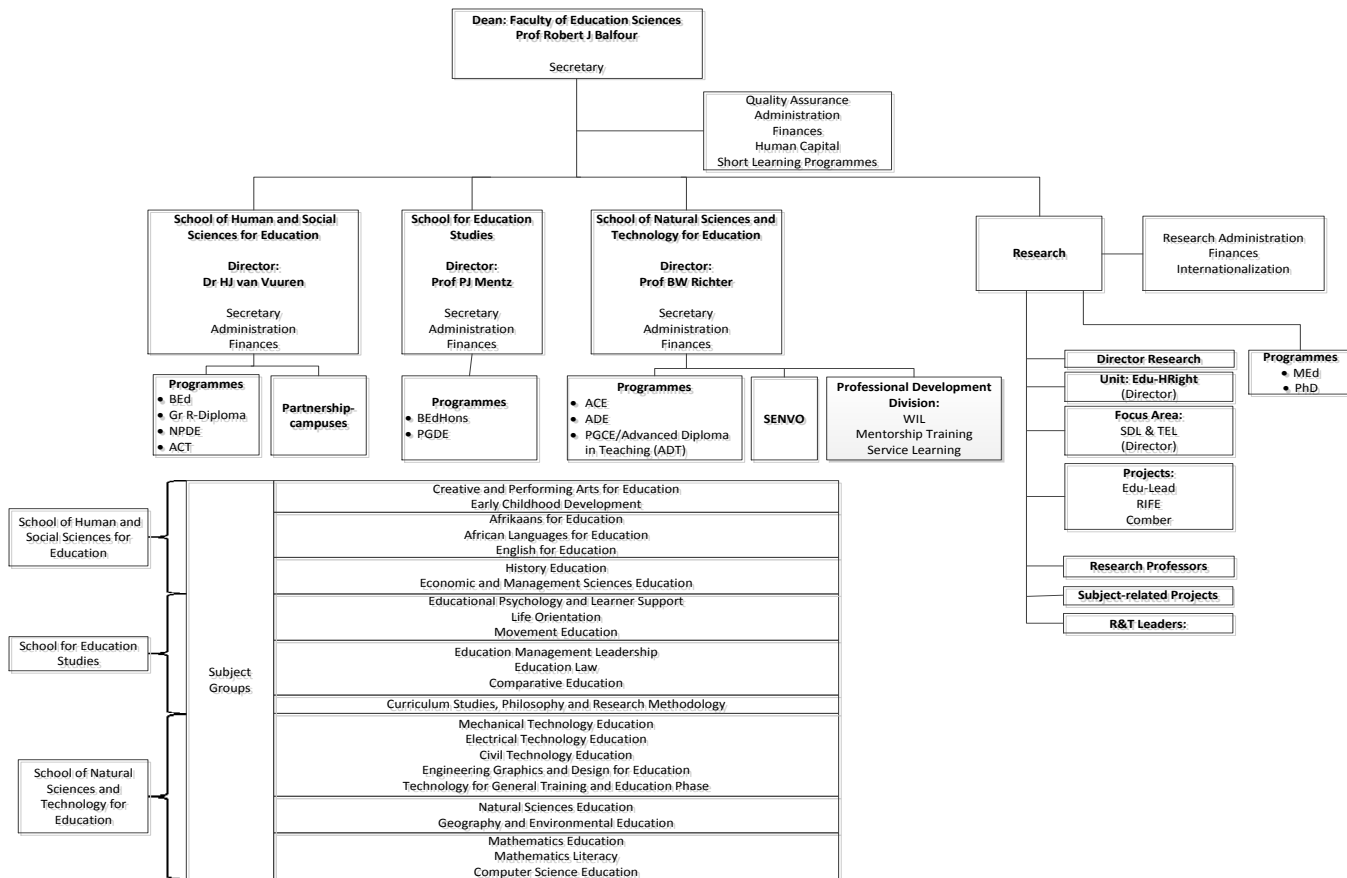 Dean: Faculty of Education Sciences
Prof Robert J Balfour
Secretary
Quality Assurance
Administration
Finances
Human Capital
Short Learning Programmes
School of Human and Social
Sciences for Education
Director:
Dr HJ van Vuuren
Secretary
Administration
Finances
School for Education
Studies
Director:
Prof PJ Mentz
Secretary
Administration
Finances
School of Natural Sciences and
Technology for Education
Director:
Prof BW Richter
Secretary
Administration
Finances
Research
Research Administration
Finances
Internationalization
Programmes
• BEd
• Gr R-Diploma
• NPDE
• ACT
Partnership-
campuses
Programmes
• BEdHons
• PGDE
Programmes
• ACE
• ADE
• PGCE/Advanced Diploma
in Teaching (ADT)
SENVO
Professional Development
Division:
WIL
Mentorship Training
Service Learning
Director Research
Unit: Edu-HRight
(Director)
Focus Area:
SDL & TEL
(Director)
Projects:
Edu-Lead
RIFE
Comber
Research Professors
Subject-related Projects
R&T Leaders:
Programmes
• MEd
• PhD
School of Human and
Social Sciences for
Education
School for Education
Studies
School of Natural
Sciences and
Technology for
Education
Subject
Groups
Creative and Performing Arts for Education
Early Childhood Development
Afrikaans for Education
African Languages for Education
English for Education
History Education
Economic and Management Sciences Education
Educational Psychology and Learner Support
Life Orientation
Movement Education
Education Management Leadership
Education Law
Comparative Education
Curriculum Studies, Philosophy and Research Methodology
Mechanical Technology Education
Electrical Technology Education
Civil Technology Education
Engineering Graphics and Design for Education
Technology for General Training and Education Phase
Natural Sciences Education
Geography and Environmental Education
Mathematics Education
Mathematics Literacy
Computer Science Education